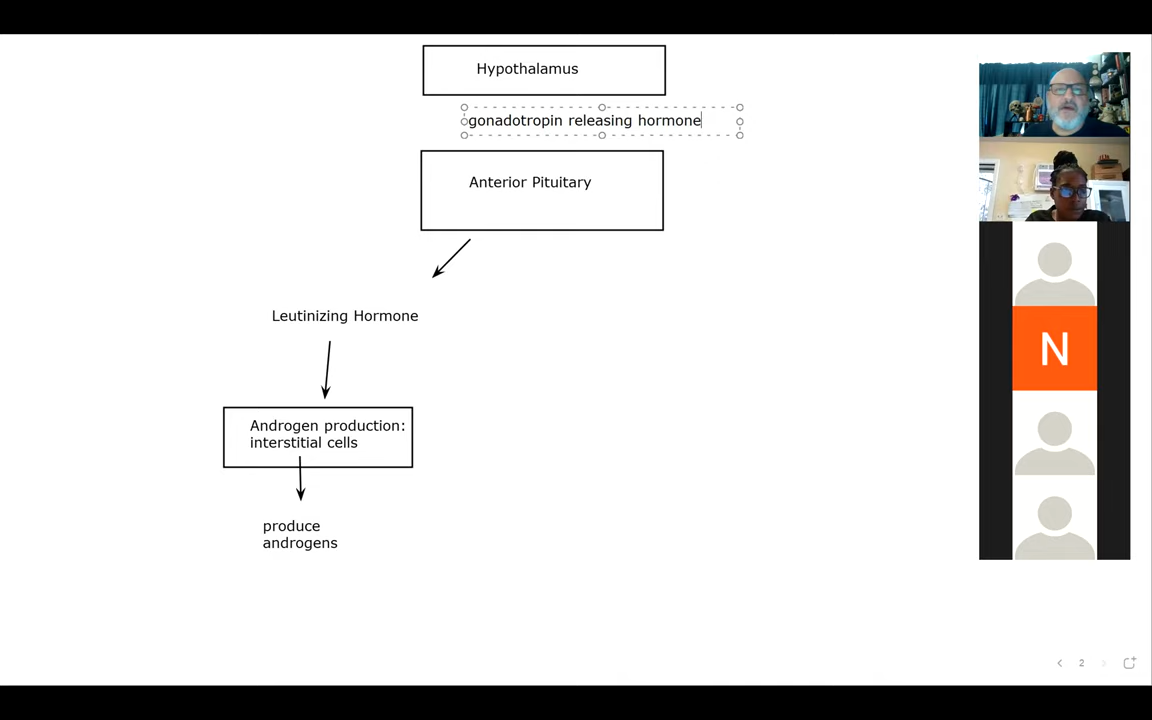 Hypothalamus
gonadotropin releasing hormone
Anterior Pituitary
Leutinizing Hormone
Androgen production:
interstitial cells
produce
androgens
N
2